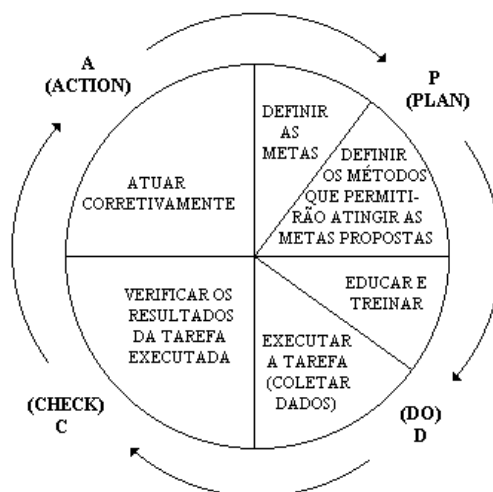 A
(ACTION)
P
(PLAN)
DEFINIR
AS
METAS
DEFINIR
OS MÉTODOS
QUE PERMITI-
RÃO ATINGIR AS
METAS PROPOSTAS
ATUAR
CORRETIVAMENTE
EDUCAR E
TREINAR
VERIFICAR OS
RESULTADOS
DA TAREFA
EXECUTADA
EXECUTAR
A TAREFA
(COLETAR
DADOS)
(CHECK)
C
(DO)
D